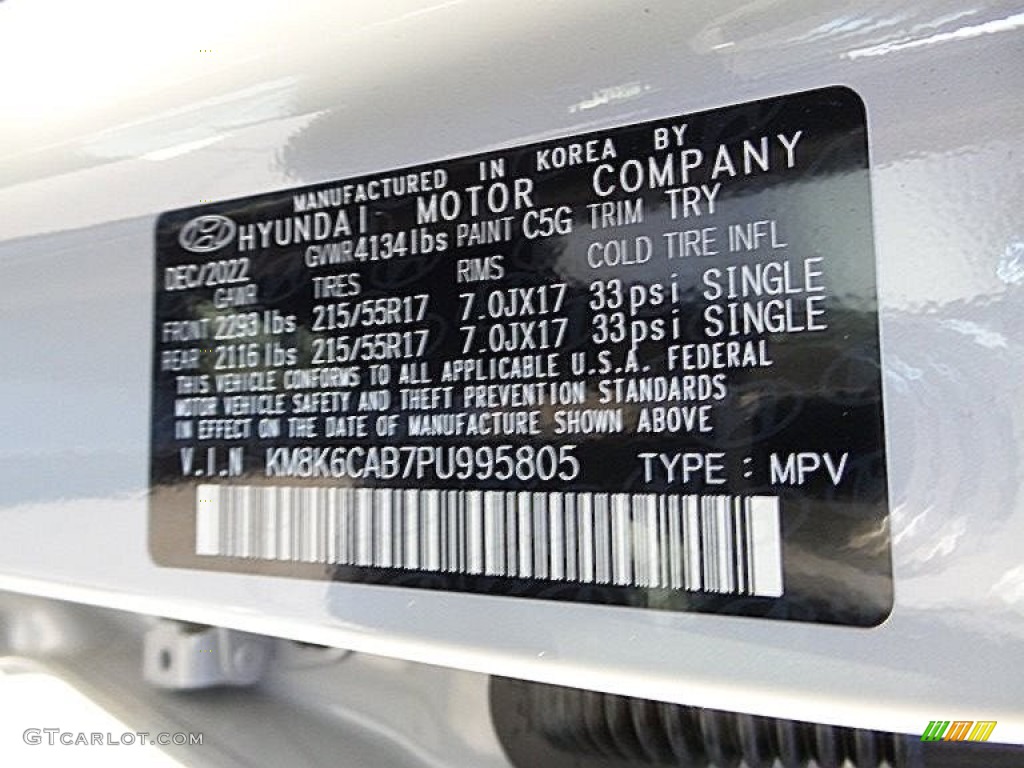 MANUFACTURED IN KOREA BY
HYUNDAI MOTOR COMPANY
DEC/2022 GVWR 4134lbs PAINT C5G TRIM TRY
GAWR TIRES RIMS COLD TIRE INFL
FRONT 2293 lbs 215/55R17 7.0JX17 33psi SINGLE
REAR 2116 lbs 215/55R17 7.0JX17 33psi SINGLE
THIS VEHICLE CONFORMS TO ALL APPLICABLE U.S.A. FEDERAL
MOTOR VEHICLE SAFETY AND THEFT PREVENTION STANDARDS
IN EFFECT ON THE DATE OF MANUFACTURE SHOWN ABOVE
V.I.N KM8K6CAB7PU995805 TYPE : MPV
GTCarlot.com